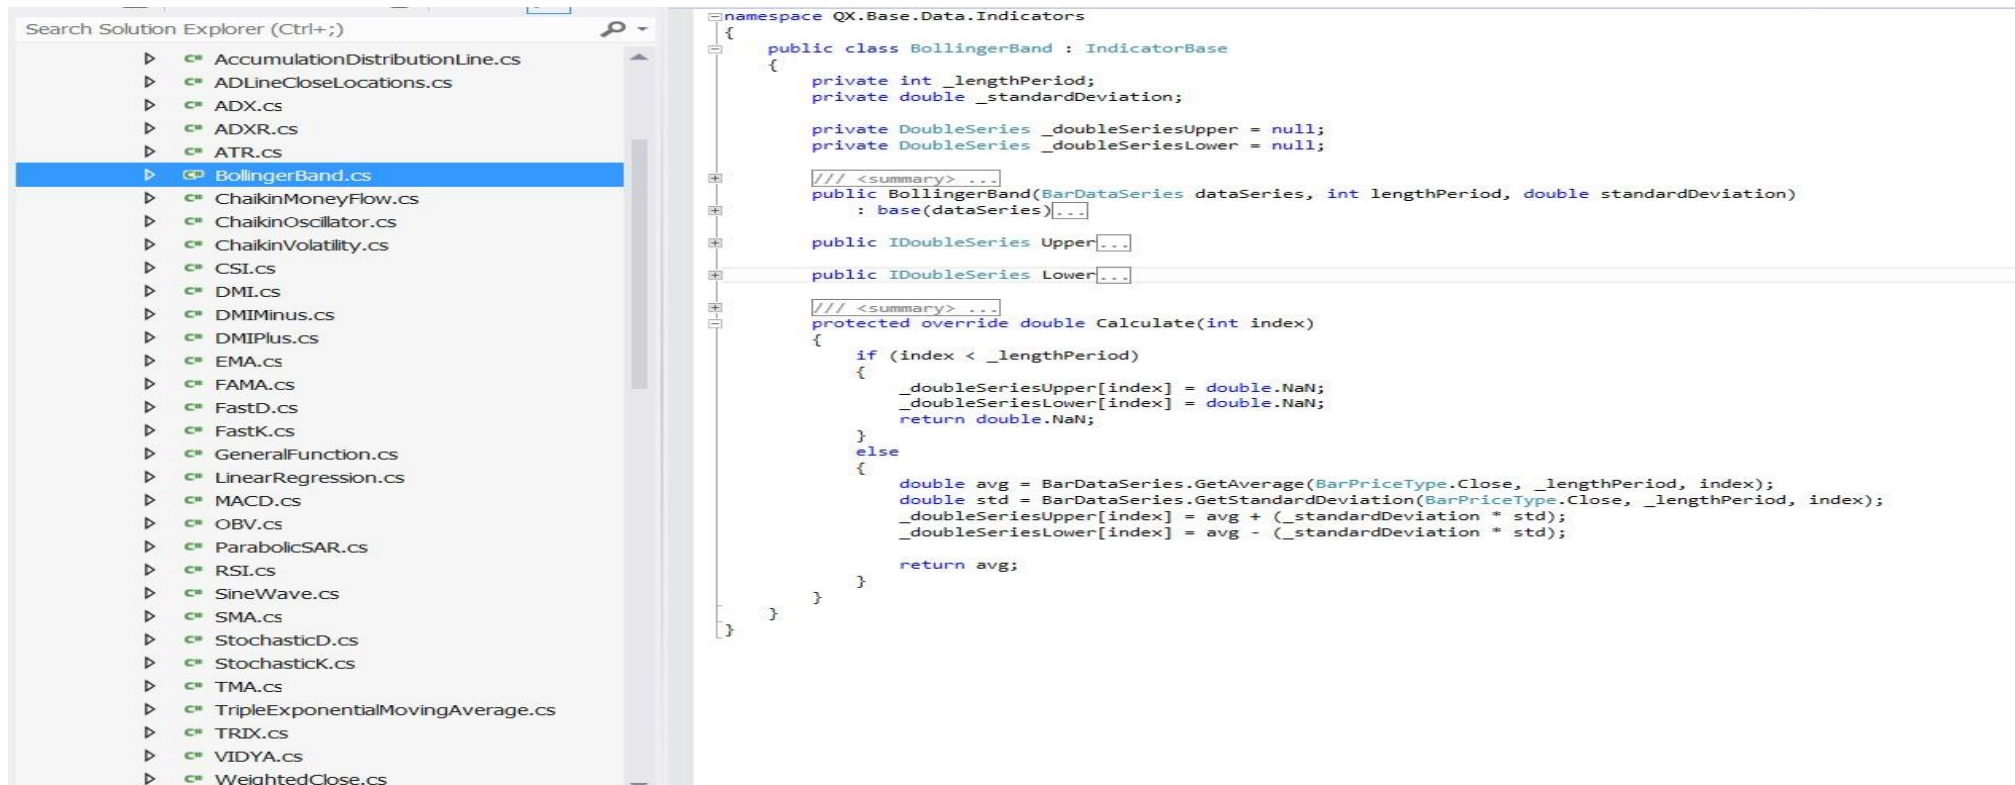 Search Solution Explorer (Ctrl+;)
AccumulationDistributionLine.cs
ADLineCloseLocations.cs
ADX.cs
ADXR.cs
ATR.cs
BollingerBand.cs
ChaikinMoneyFlow.cs
ChaikinOscillator.cs
ChaikinVolatility.cs
CSI.cs
DMI.cs
DMIMinus.cs
DMIPlus.cs
EMA.cs
FAMA.cs
FastD.cs
FastK.cs
GeneralFunction.cs
LinearRegression.cs
MACD.cs
OBV.cs
ParabolicSAR.cs
RSI.cs
SineWave.cs
SMA.cs
StochasticD.cs
StochasticK.cs
TMA.cs
TripleExponentialMovingAverage.cs
TRIX.cs
VIDYA.cs
WeightedClose.cs
namespace QX.Base.Data.Indicators
{
public class BollingerBand : IndicatorBase
{
private int _lengthPeriod;
private double _standardDeviation;
private DoubleSeries _doubleSeriesUpper = null;
private DoubleSeries _doubleSeriesLower = null;
/// <summary> ...
public BollingerBand(BarDataSeries dataSeries, int lengthPeriod, double standardDeviation)
: base(dataSeries)...
public IDoubleSeries Upper...
public IDoubleSeries Lower...
/// <summary> ...
protected override double Calculate(int index)
{
if (index < _lengthPeriod)
{
_doubleSeriesUpper[index] = double.NaN;
_doubleSeriesLower[index] = double.NaN;
return double.NaN;
}
else
{
double avg = BarDataSeries.GetAverage(BarPriceType.Close, _lengthPeriod, index);
double std = BarDataSeries.GetStandardDeviation(BarPriceType.Close, _lengthPeriod, index);
_doubleSeriesUpper[index] = avg + (_standardDeviation * std);
_doubleSeriesLower[index] = avg - (_standardDeviation * std);
return avg;
}
}
}
}